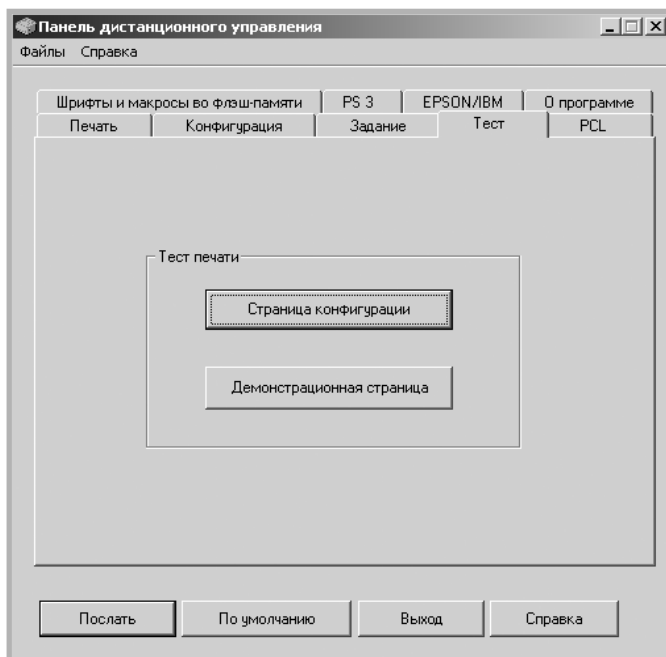 Панель дистанционного управления
Файлы Справка
Шрифты и макросы во флэш-памяти PS 3 EPSON/IBM О программе
Печать Конфигурация Задание Тест PCL
Тест печати
Страница конфигурации
Демонстрационная страница
Послать По умолчанию Выход Справка